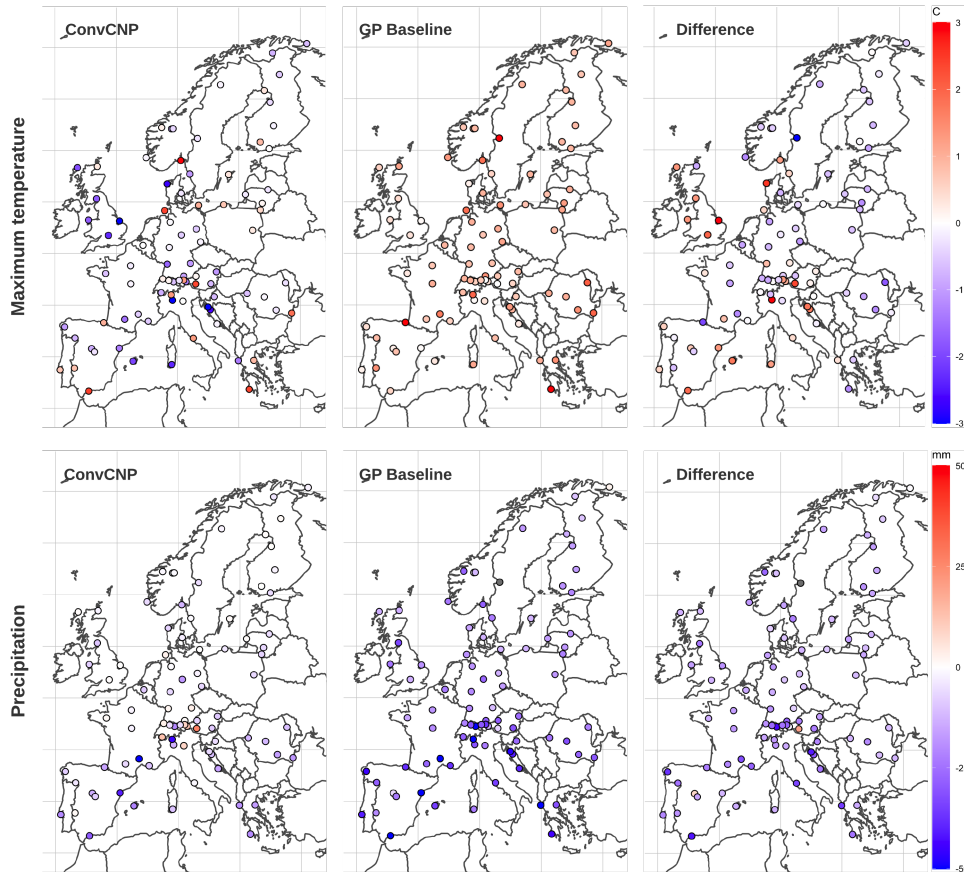 C
ConvCNP
GP Baseline
Difference
Maximum temperature
3
2
1
0
-1
-2
-3
mm
ConvCNP
GP Baseline
Difference
Precipitation
50
25
0
-2
-5